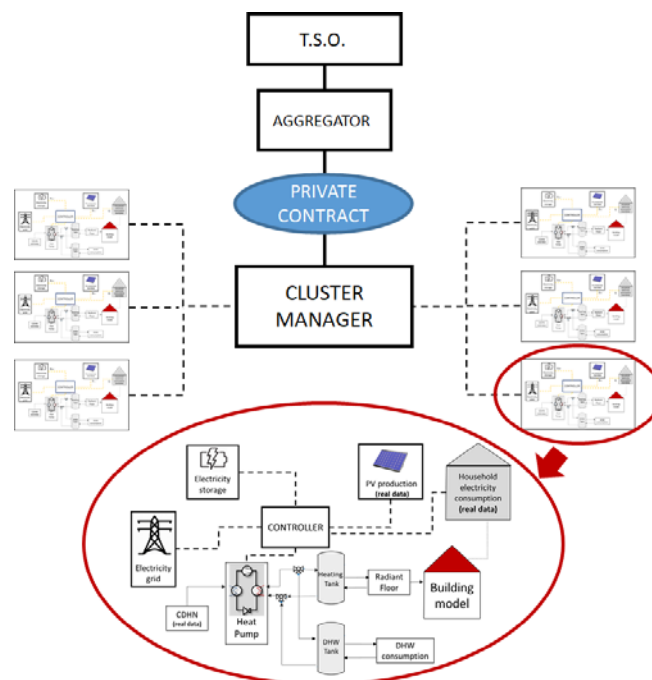 T.S.O.
AGGREGATOR
PRIVATE
CONTRACT
CLUSTER
MANAGER
Electricity
storage
PV production
(real data)
Household
electricity
consumption
(real data)
CONTROLLER
Electricity
grid
CDHN
(real data)
Heat
Pump
Heating
Tank
Radiant
Floor
Building
model
DHW
Tank
DHW
consumption